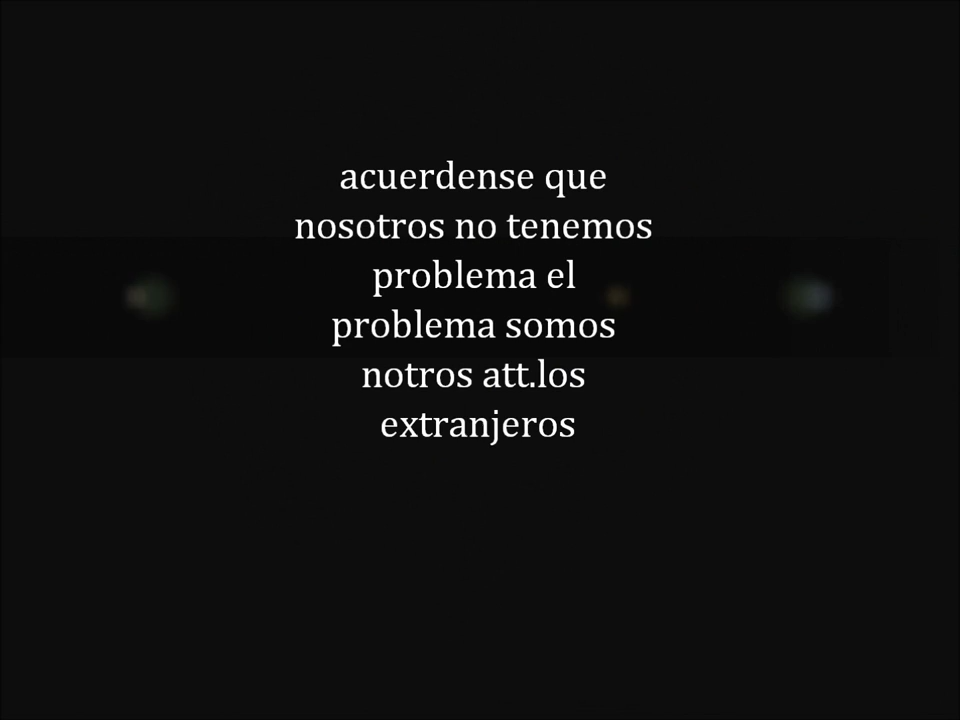 acuerdense que
nosotros no tenemos
problema el
problema somos
notros att.los
extranjeros